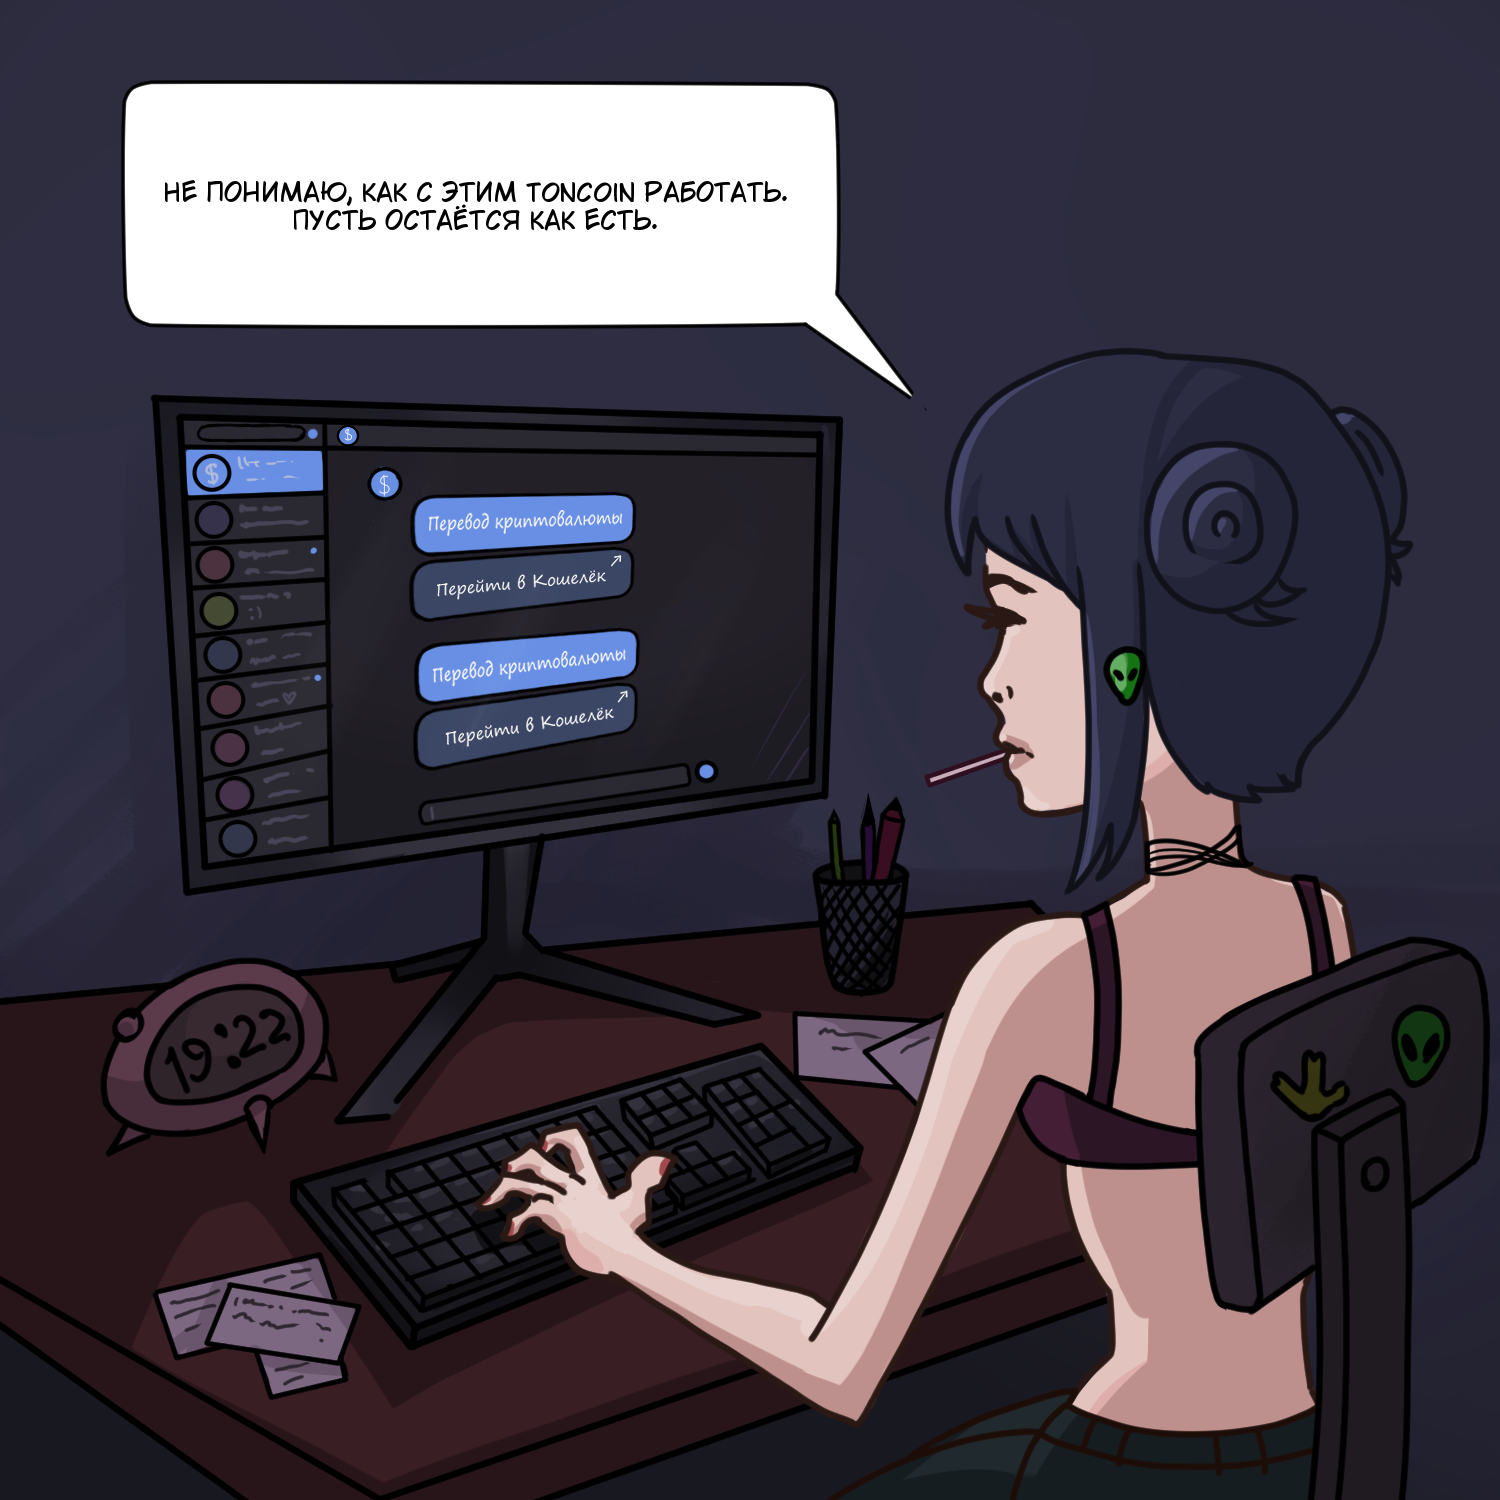 НЕ ПОНИМАЮ, КАК С ЭТИМ TONCOIN РАБОТАТЬ.
ПУСТЬ ОСТАЁТСЯ КАК ЕСТЬ.
$
$
$
:)
Перевод криптовалюты
Перейти в Кошелёк
Перевод криптовалюты
Перейти в Кошелёк
19:22